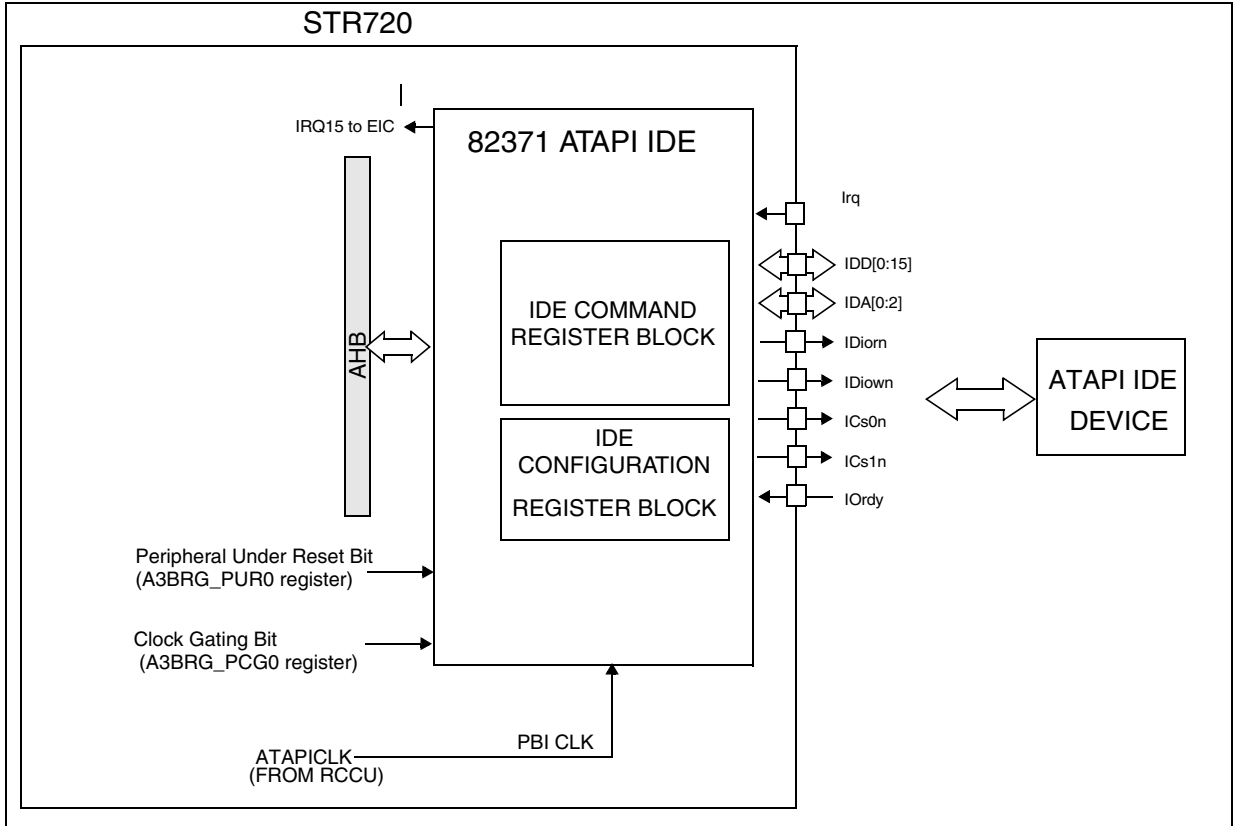 STR720
IRQ15 to EIC
82371 ATAPI IDE
Irq
IDD[0:15]
IDA[0:2]
IDE COMMAND
REGISTER BLOCK
IDiorn
AHB
IDiown
ATAPI IDE
DEVICE
ICs0n
IDE
CONFIGURATION
REGISTER BLOCK
ICs1n
IOrdy
Peripheral Under Reset Bit
(A3BRG_PUR0 register)
Clock Gating Bit
(A3BRG_PCG0 register)
PBI CLK
ATAPICLK
(FROM RCCU)